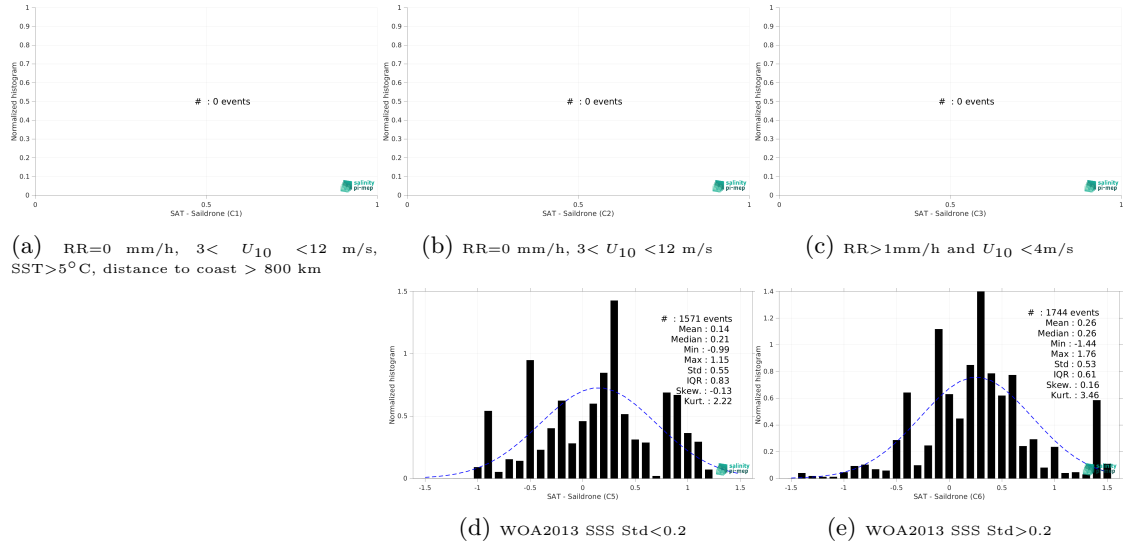 1
0.9
0.8
0.7
0.6
0.5
0.4
0.3
0.2
0.1
0
Normalized histogram
# : 0 events
salinity
pi-mep
0 0.5 1
SAT - Saildrone (C1)
(a) RR=0 mm/h, 3< U10 <12 m/s,
SST>5°C, distance to coast > 800 km
1
0.9
0.8
0.7
0.6
0.5
0.4
0.3
0.2
0.1
0
Normalized histogram
# : 0 events
salinity
pi-mep
0 0.5 1
SAT - Saildrone (C2)
(b) RR=0 mm/h, 3< U10 <12 m/s
1
0.9
0.8
0.7
0.6
0.5
0.4
0.3
0.2
0.1
0
Normalized histogram
# : 0 events
salinity
pi-mep
0 0.5 1
SAT - Saildrone (C3)
(c) RR>1mm/h and U10 <4m/s
1.5
1
0.5
0
Normalized histogram
# : 1571 events
Mean : 0.14
Median : 0.21
Min : -0.99
Max : 1.15
Std : 0.55
IQR : 0.83
Skew. : -0.13
Kurt. : 2.22
salinity
pi-mep
-1.5 -1 -0.5 0 0.5 1 1.5
SAT - Saildrone (C5)
(d) WOA2013 SSS Std<0.2
1.4
1.2
1
0.8
0.6
0.4
0.2
0
Normalized histogram
# : 1744 events
Mean : 0.26
Median : 0.26
Min : -1.44
Max : 1.76
Std : 0.53
IQR : 0.61
Skew. : 0.16
Kurt. : 3.46
salinity
pi-mep
-1.5 -1 -0.5 0 0.5 1 1.5
SAT - Saildrone (C6)
(e) WOA2013 SSS Std>0.2